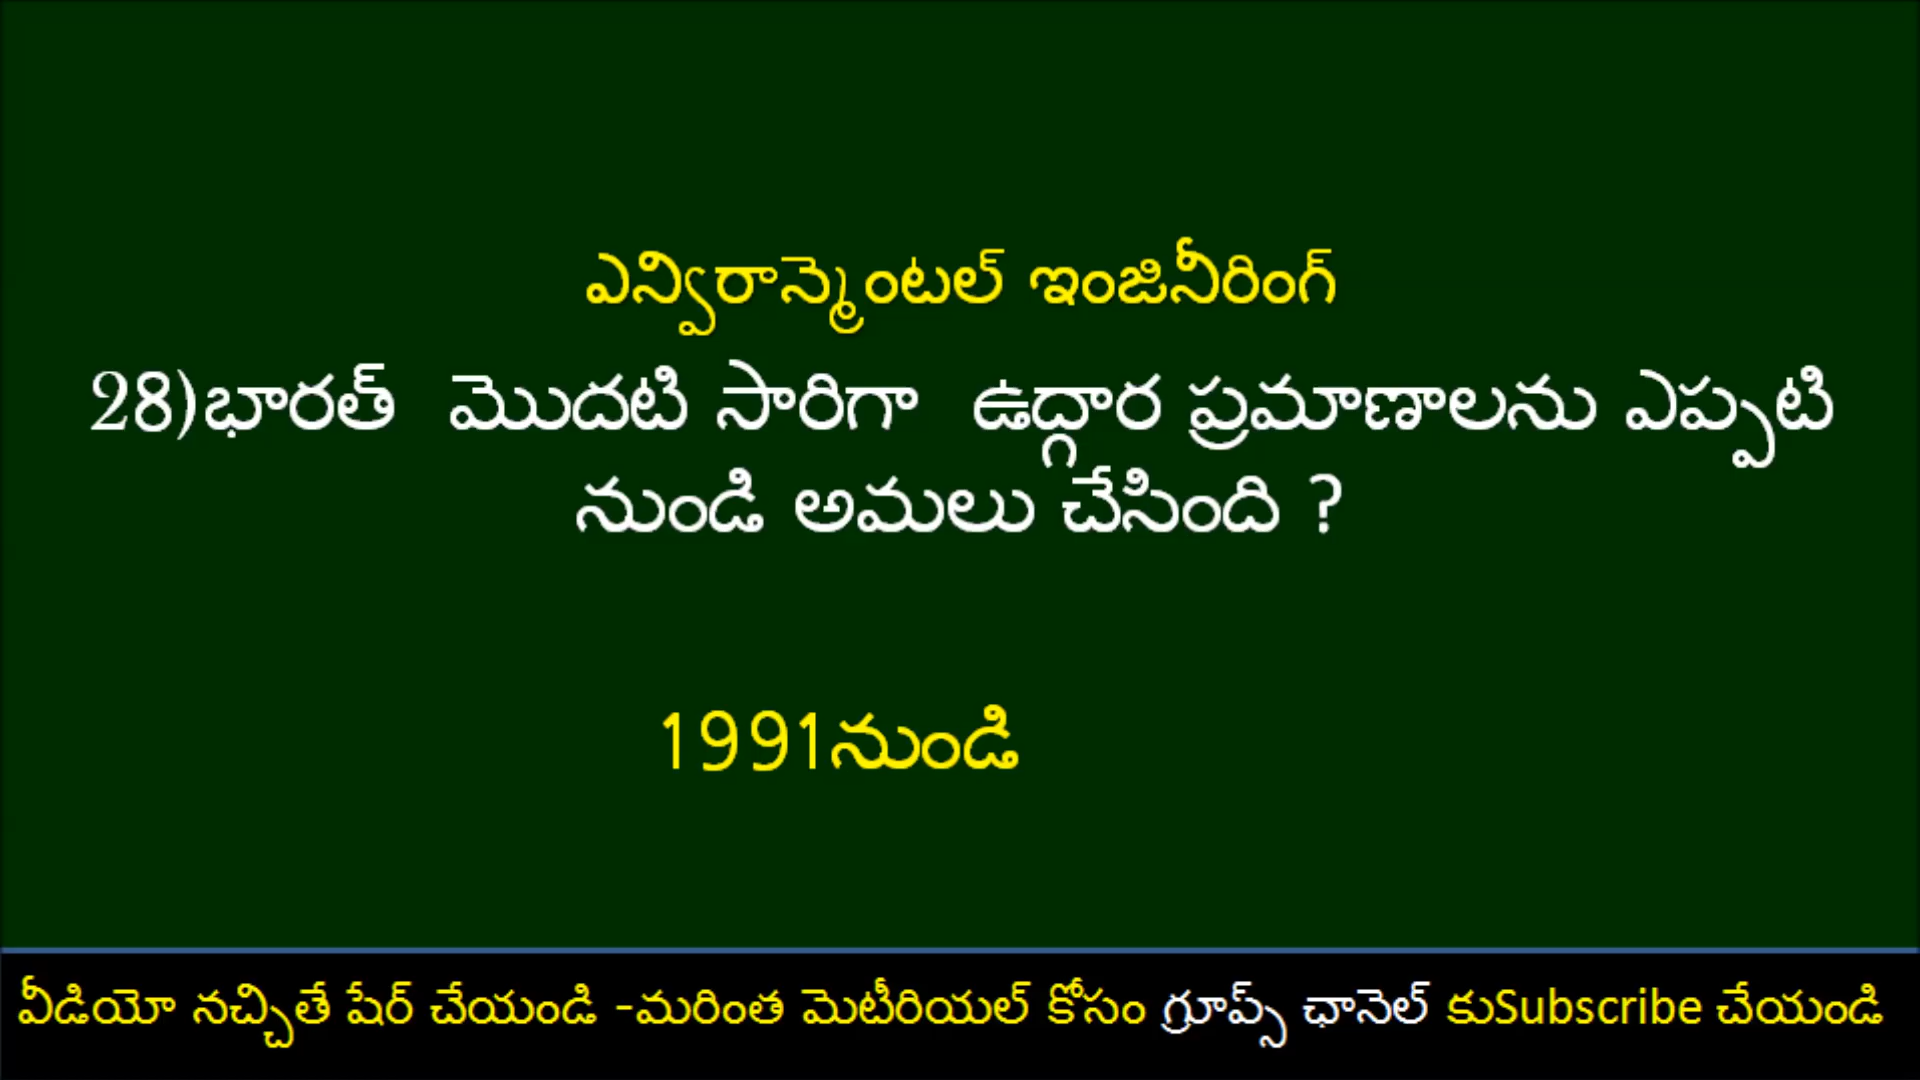 ఎన్విరాన్మెంటల్ ఇంజినీరింగ్
28)భారత్ మొదటి సారిగా ఉద్గార ప్రమాణాలను ఎప్పటి
నుండి అమలు చేసింది ?
1991నుండి
వీడియో నచ్చితే షేర్ చేయండి -మరింత మెటీరియల్ కోసం గ్రూప్స్ ఛానెల్ కుSubscribe చేయండి